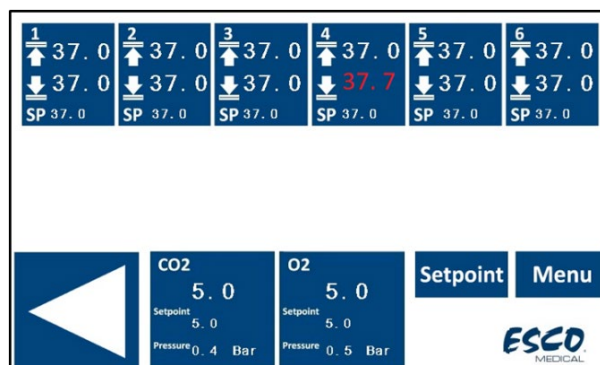 1 2 3 4 5 6
37.0 37.0 37.0 37.0 37.0 37.0
37.0 37.0 37.0 37.7 37.0 37.0
SP 37.0 SP 37.0 SP 37.0 SP 37.0 SP 37.0 SP 37.0
CO2 O2 Setpoint Menu
5.0 5.0
Setpoint Setpoint
5.0 5.0
Pressure 0.4 Bar Pressure 0.5 Bar
ESCO
MEDICAL